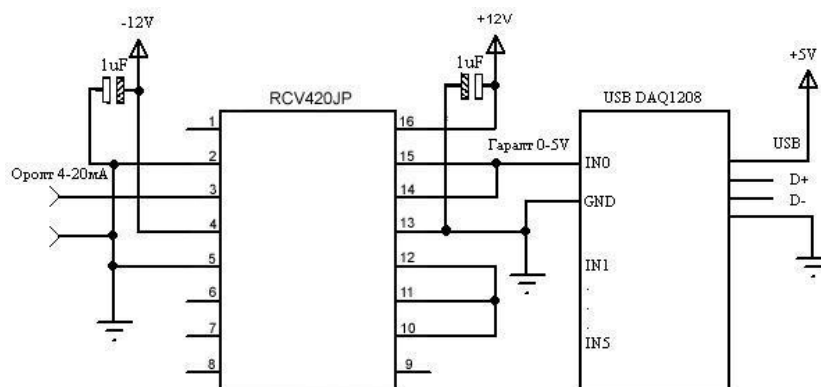 -12V
+12V
+5V
1uF
1uF
RCV420JP
USB DAQ1208
1
2
3
4
5
6
7
8
16
15
14
13
12
11
10
9
Оролт 4-20мА
Гаралт 0-5V
IN0
GND
IN1
.
.
.
IN5
USB
D+
D-